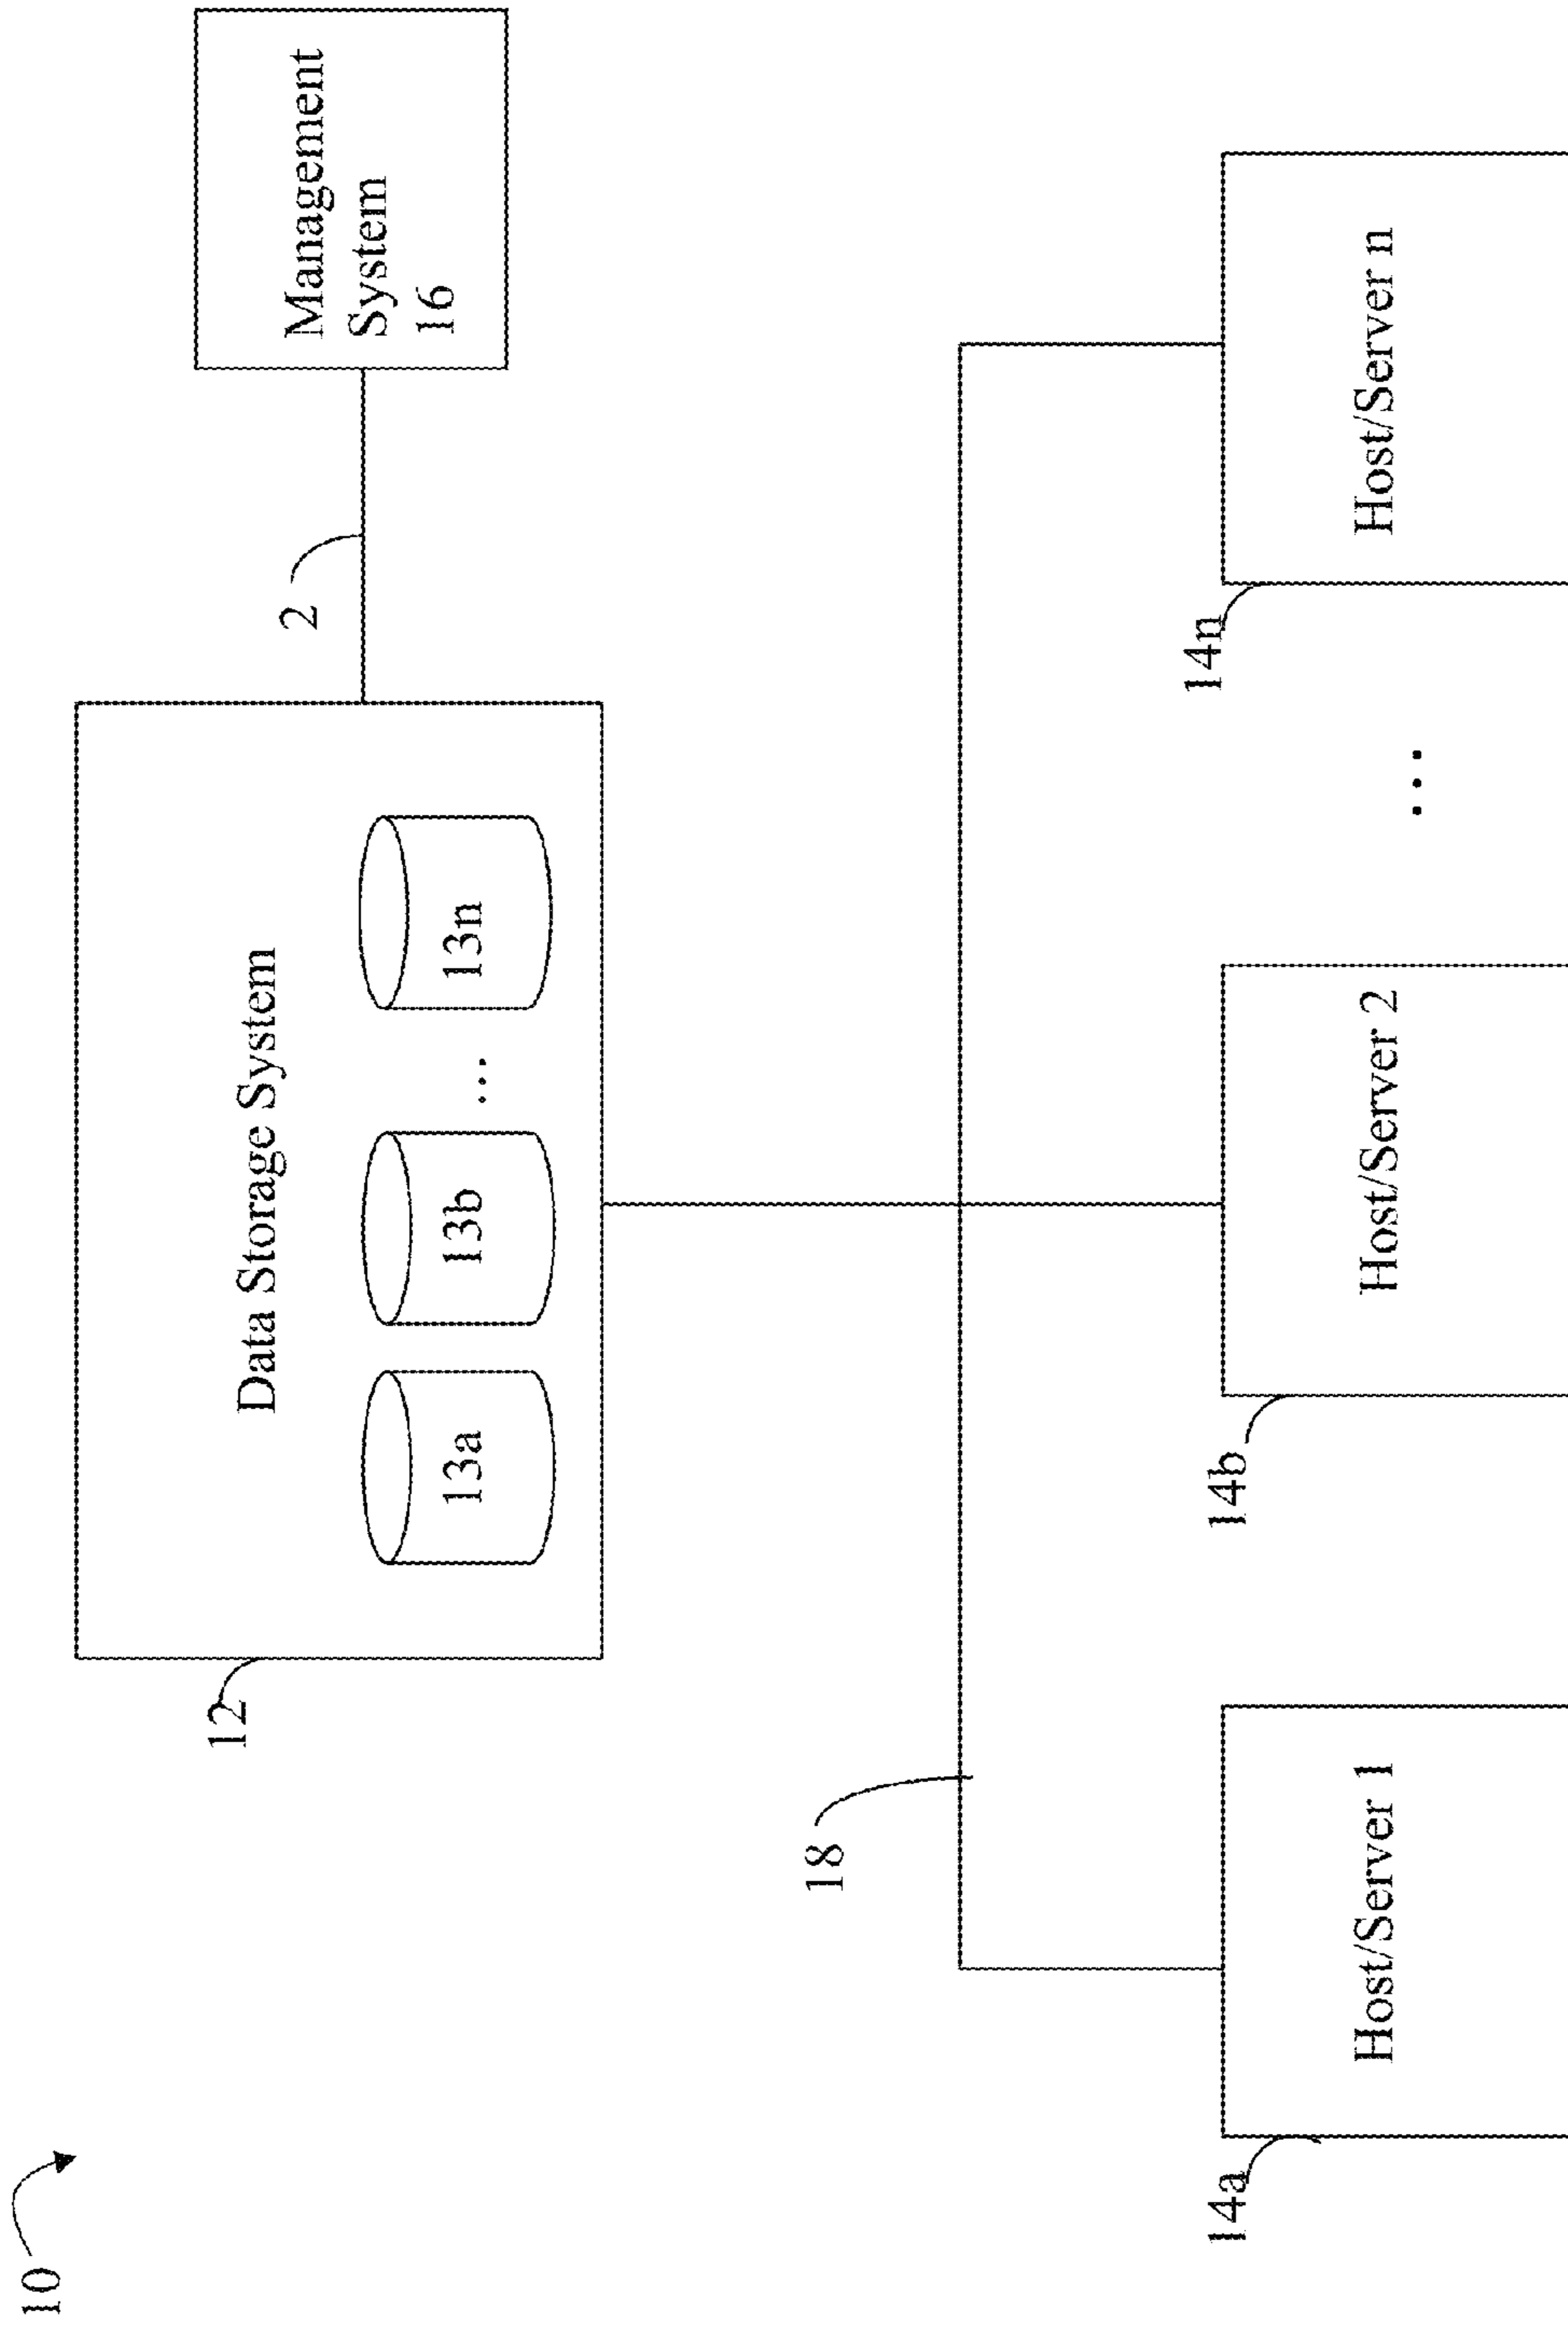 10
12
Data Storage System
13a
13b
...
13n
2
Management
System
16
18
14a
Host/Server 1
14b
Host/Server 2
...
14n
Host/Server n